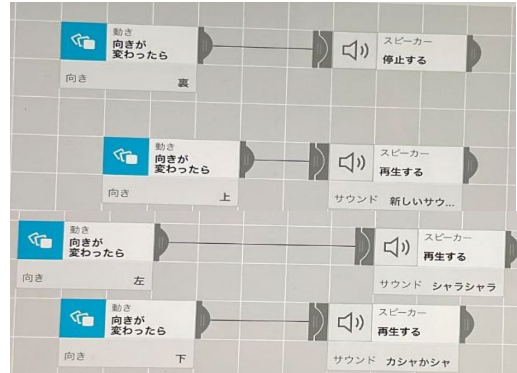 動き
向きが
変わったら
向き 裏
スピーカー
停止する
動き
向きが
変わったら
向き 上
スピーカー
再生する
サウンド 新しいサウ...
動き
向きが
変わったら
向き 左
スピーカー
再生する
サウンド シャラシャラ
動き
向きが
変わったら
向き 下
スピーカー
再生する
サウンド カシャかシャ